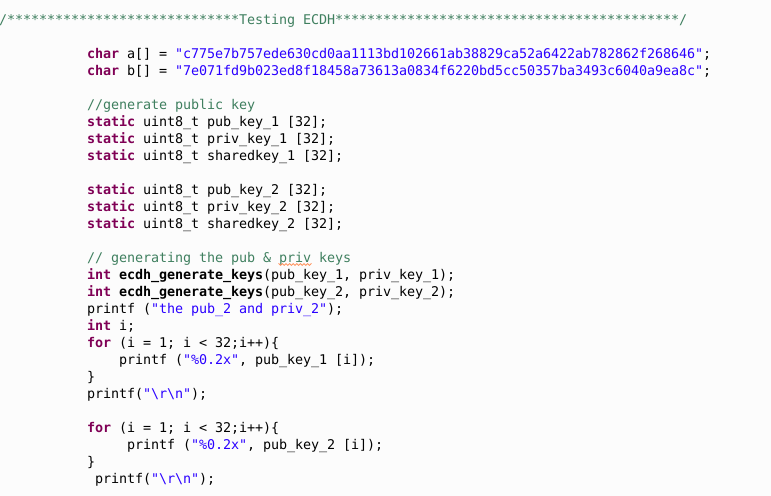 /*****************************Testing ECDH*******************************************/
char a[] = "c775e7b757ede630cd0aa1113bd102661ab38829ca52a6422ab782862f268646";
char b[] = "7e071fd9b023ed8f18458a73613a0834f6220bd5cc50357ba3493c6040a9ea8c";
//generate public key
static uint8_t pub_key_1 [32];
static uint8_t priv_key_1 [32];
static uint8_t sharedkey_1 [32];
static uint8_t pub_key_2 [32];
static uint8_t priv_key_2 [32];
static uint8_t sharedkey_2 [32];
// generating the pub & priv keys
int ecdh_generate_keys(pub_key_1, priv_key_1);
int ecdh_generate_keys(pub_key_2, priv_key_2);
printf ("the pub_2 and priv_2");
int i;
for (i = 1; i < 32;i++){
printf ("%0.2x", pub_key_1 [i]);
}
printf("\r\n");
for (i = 1; i < 32;i++){
printf ("%0.2x", pub_key_2 [i]);
}
printf("\r\n");